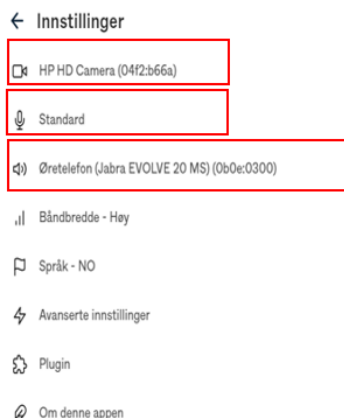 Innstillinger
HP HD Camera (04f2:b66a)
Standard
Øretelefon (Jabra EVOLVE 20 MS) (0b0e:0300)
Båndbredde - Høy
Språk - NO
Avanserte innstillinger
Plugin
Om denne appen